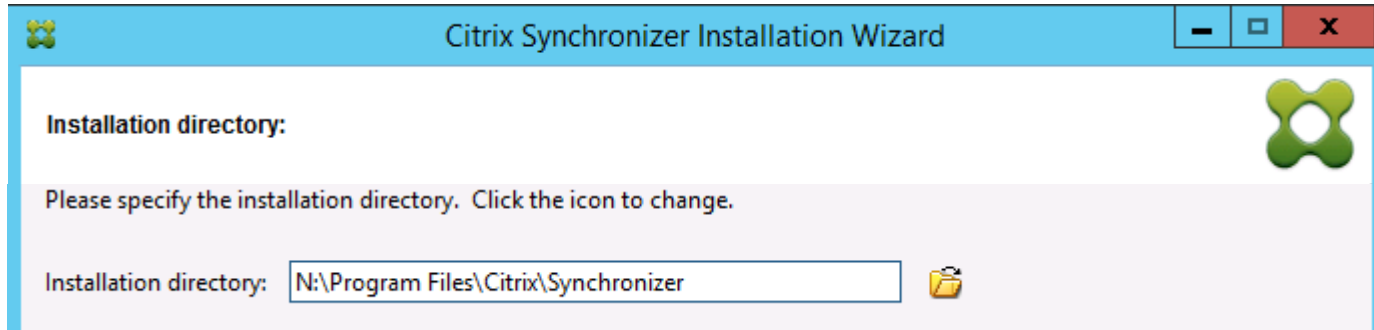 Citrix Synchronizer Installation Wizard
Installation directory:
Please specify the installation directory.  Click the icon to change.
Installation directory: N:\Program Files\Citrix\Synchronizer